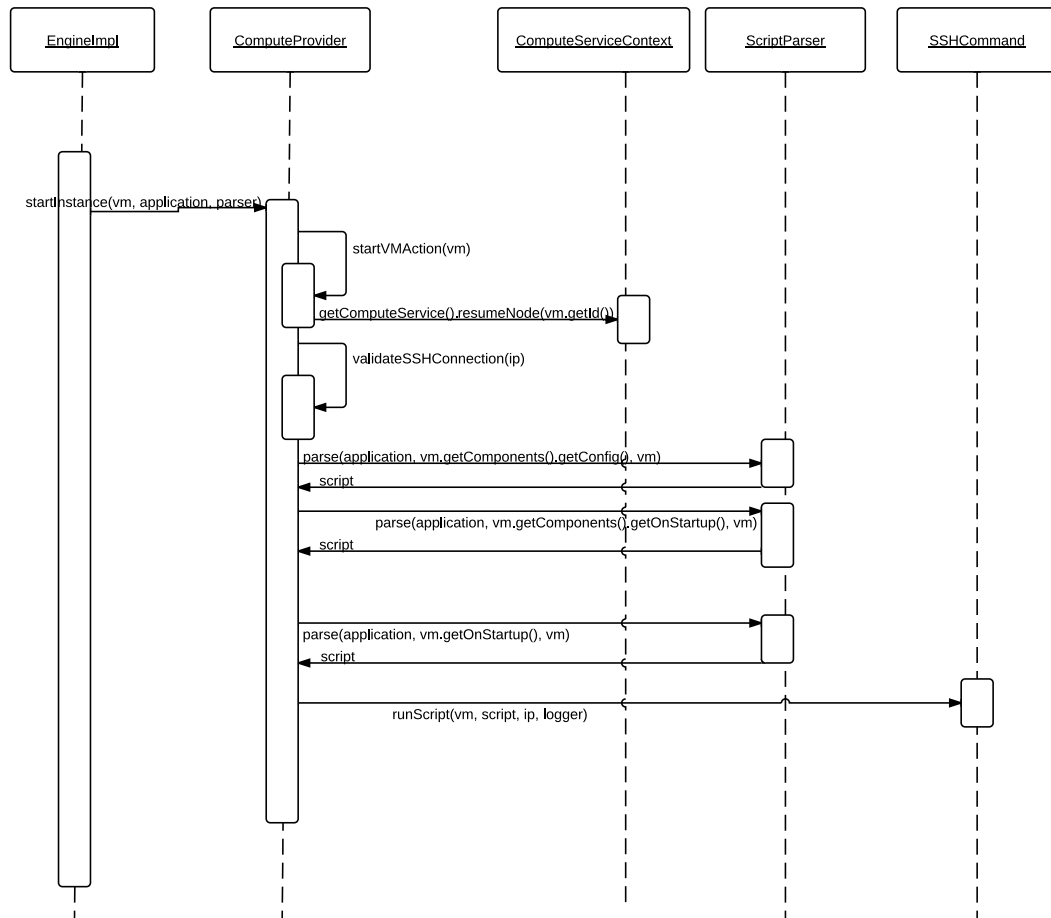 EngineImpl
ComputeProvider
ComputeServiceContext
ScriptParser
SSHCommand
startInstance(vm, application, parser)
startVMAction(vm)
getComputeService().resumeNode(vm.getId())
validateSSHConnection(ip)
parse(application, vm.getComponents().getConfig(), vm)
script
parse(application, vm.getComponents().getOnStartup(), vm)
script
parse(application, vm.getOnStartup(), vm)
script
runScript(vm, script, ip, logger)